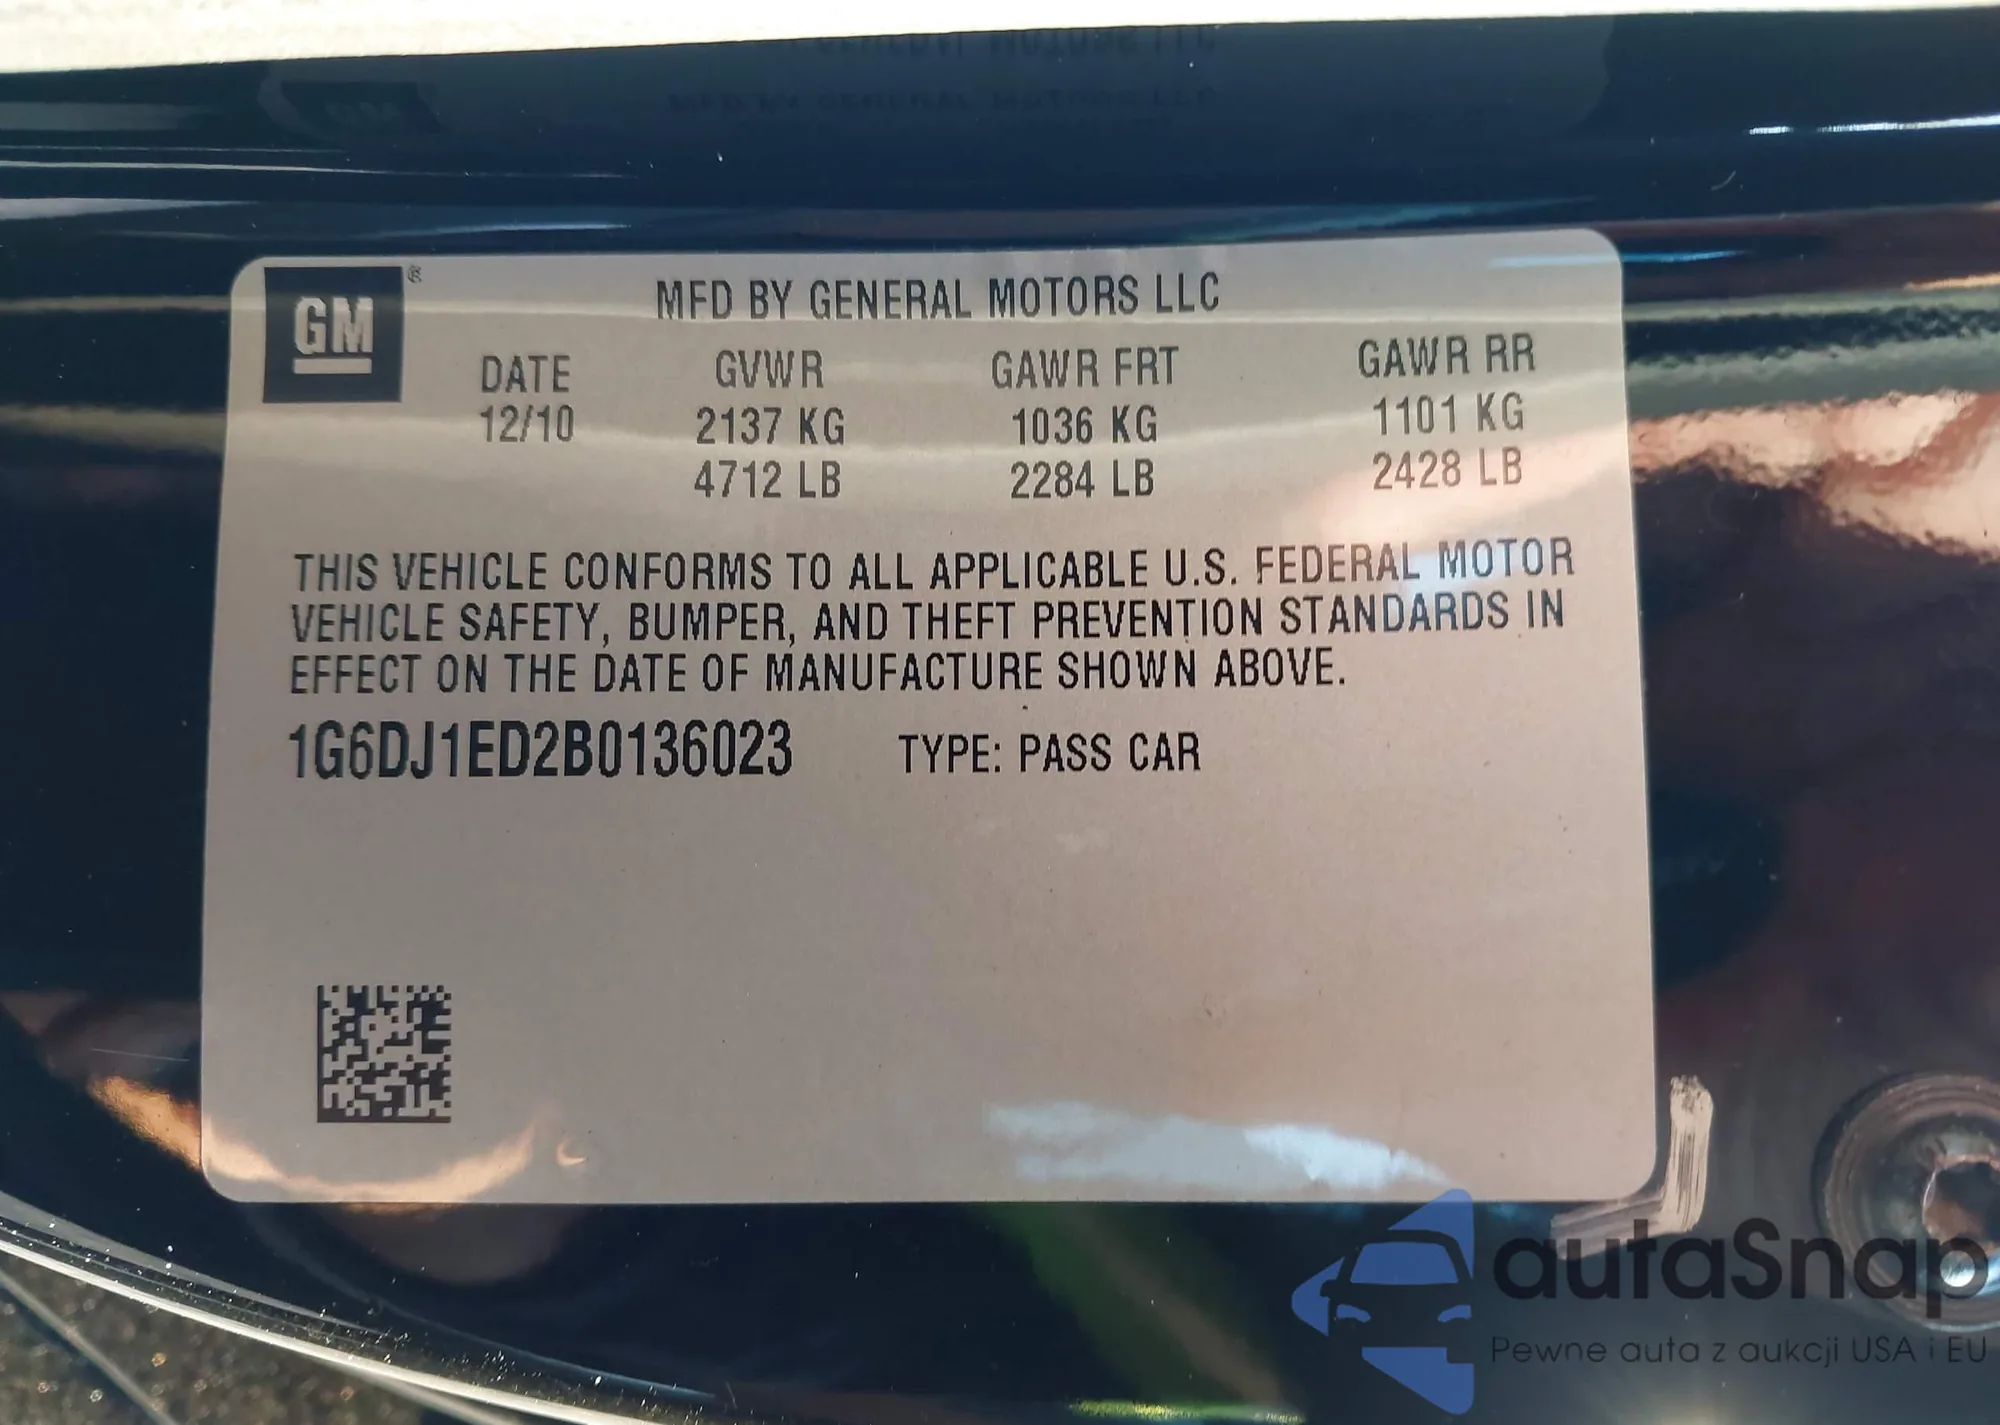 GM®
MFD BY GENERAL MOTORS LLC
DATE GVWR GAWR FRT GAWR RR
12/10 2137 KG 1036 KG 1101 KG
4712 LB 2284 LB 2428 LB
THIS VEHICLE CONFORMS TO ALL APPLICABLE U.S. FEDERAL MOTOR
VEHICLE SAFETY, BUMPER, AND THEFT PREVENTION STANDARDS IN
EFFECT ON THE DATE OF MANUFACTURE SHOWN ABOVE.
1G6DJ1ED2B0136023 TYPE: PASS CAR
autaSnap
Pewne auta z aukcji USA i EU